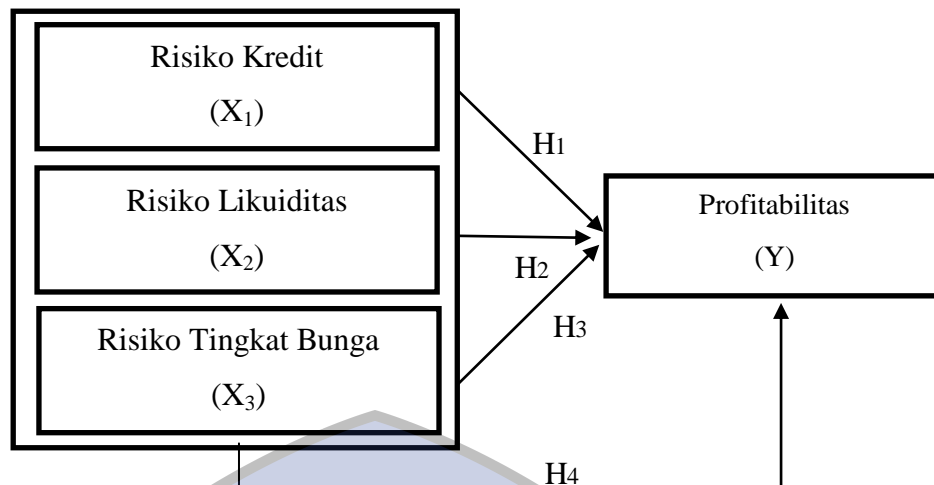 Risiko Kredit
(X₁)
H1
Risiko Likuiditas
(X₂)
H2
Profitabilitas
(Y)
Risiko Tingkat Bunga
(X₃)
H3
H4